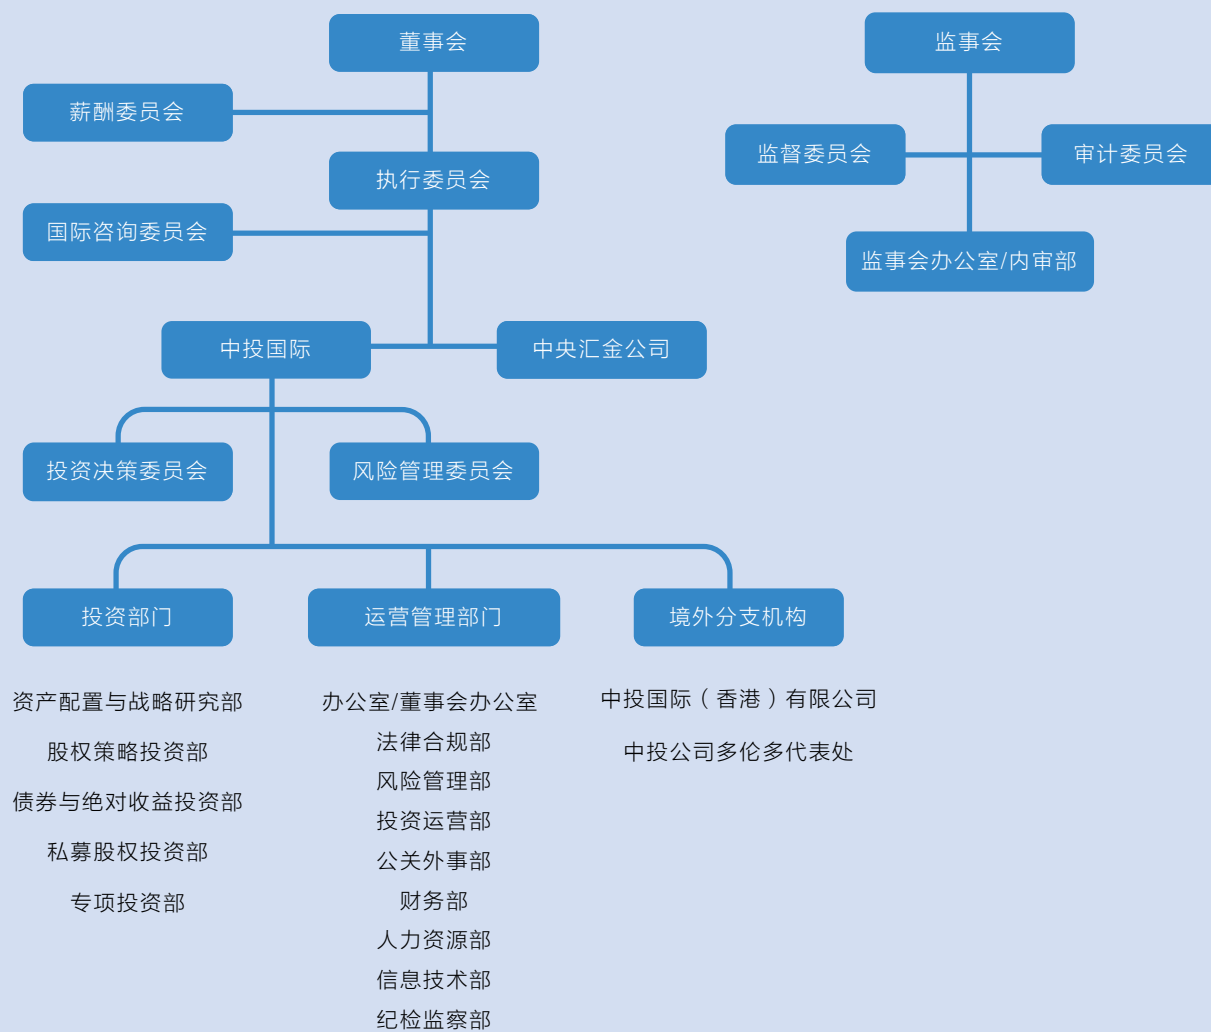 董事会
监事会
薪酬委员会
监督委员会
审计委员会
执行委员会
国际咨询委员会
监事会办公室/内审部
中投国际
中央汇金公司
投资决策委员会
风险管理委员会
投资部门
运营管理部门
境外分支机构
资产配置与战略研究部
股权策略投资部
债券与绝对收益投资部
私募股权投资部
专项投资部
办公室/董事会办公室
法律合规部
风险管理部
投资运营部
公关外事部
财务部
人力资源部
信息技术部
纪检监察部
中投国际（香港）有限公司
中投公司多伦多代表处